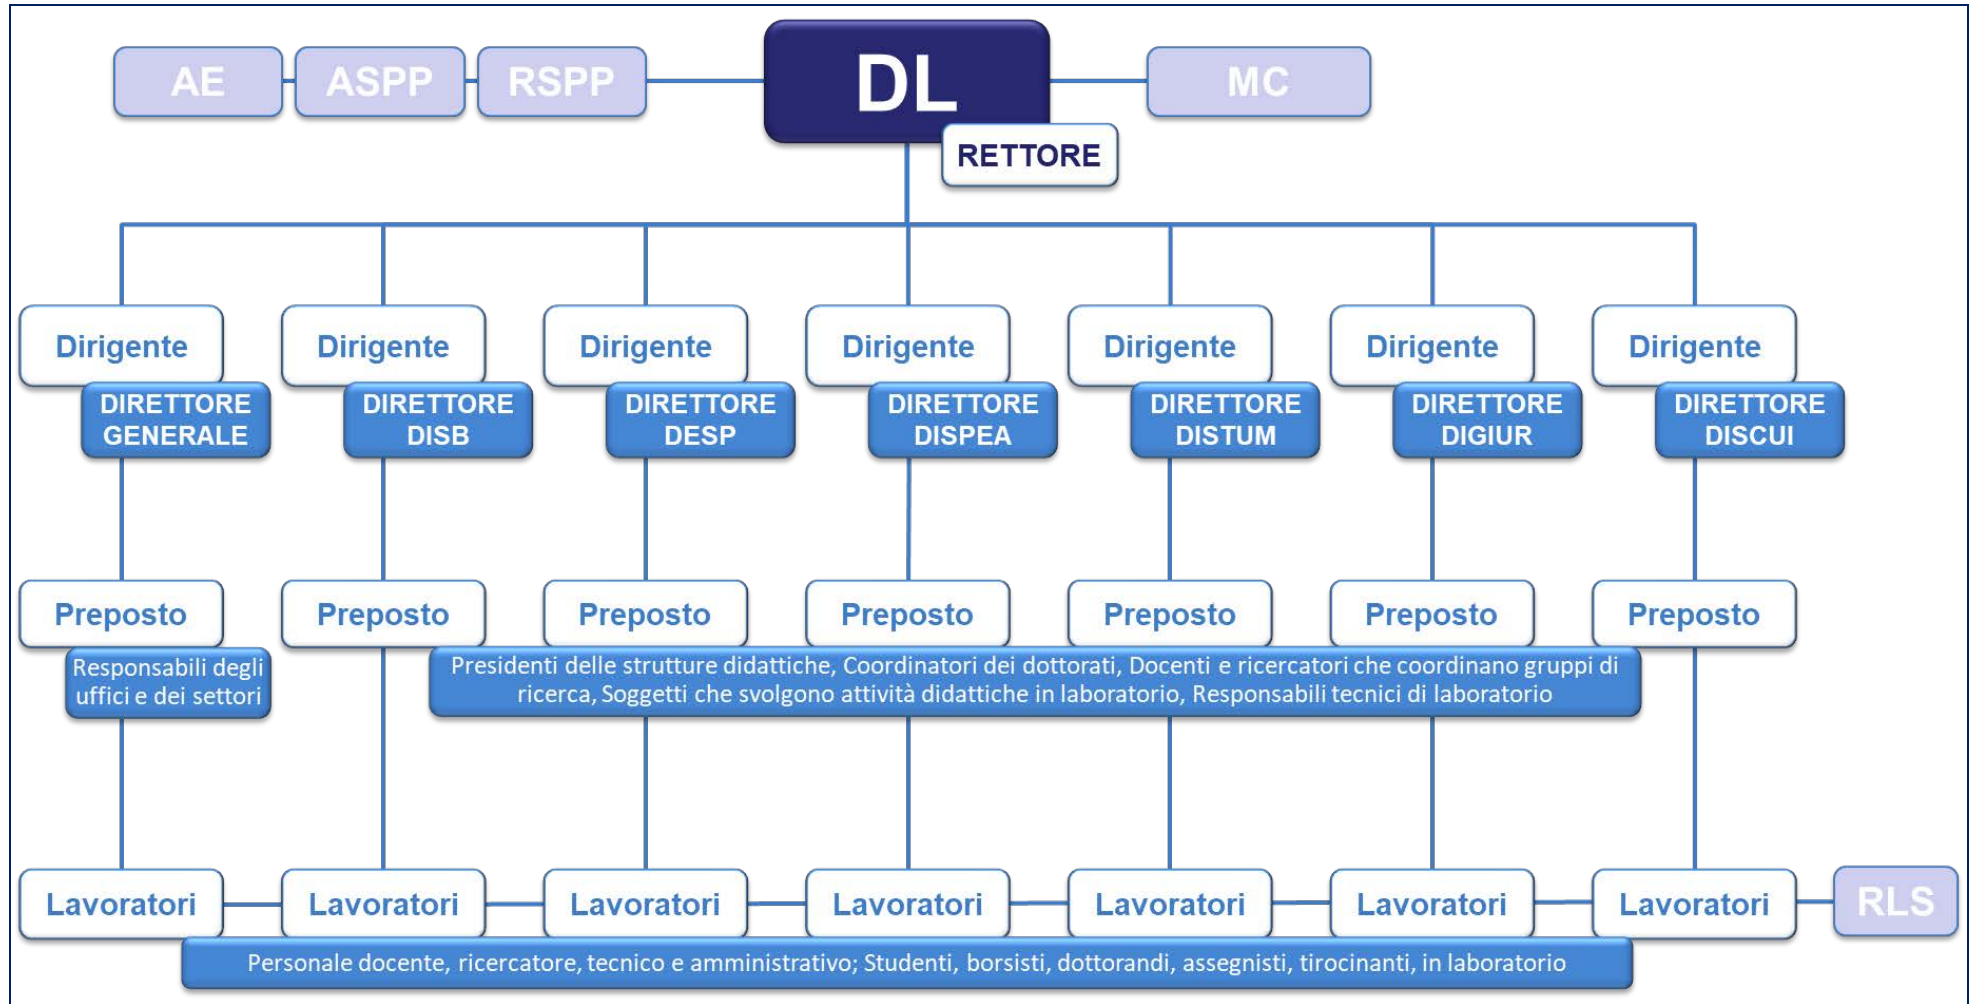 AE
ASPP
RSPP
DL
MC
RETTORE
Dirigente
Dirigente
Dirigente
Dirigente
Dirigente
Dirigente
Dirigente
DIRETTORE
GENERALE
DIRETTORE
DISB
DIRETTORE
DESP
DIRETTORE
DISPEA
DIRETTORE
DISTUM
DIRETTORE
DIGIUR
DIRETTORE
DISCUI
Preposto
Preposto
Preposto
Preposto
Preposto
Preposto
Preposto
Responsabili degli
uffici e dei settori
Presidenti delle strutture didattiche, Coordinatori dei dottorati, Docenti e ricercatori che coordinano gruppi di
ricerca, Soggetti che svolgono attività didattiche in laboratorio, Responsabili tecnici di laboratorio
Lavoratori
Lavoratori
Lavoratori
Lavoratori
Lavoratori
Lavoratori
Lavoratori
RLS
Personale docente, ricercatore, tecnico e amministrativo; Studenti, borsisti, dottorandi, assegnisti, tirocinanti, in laboratorio